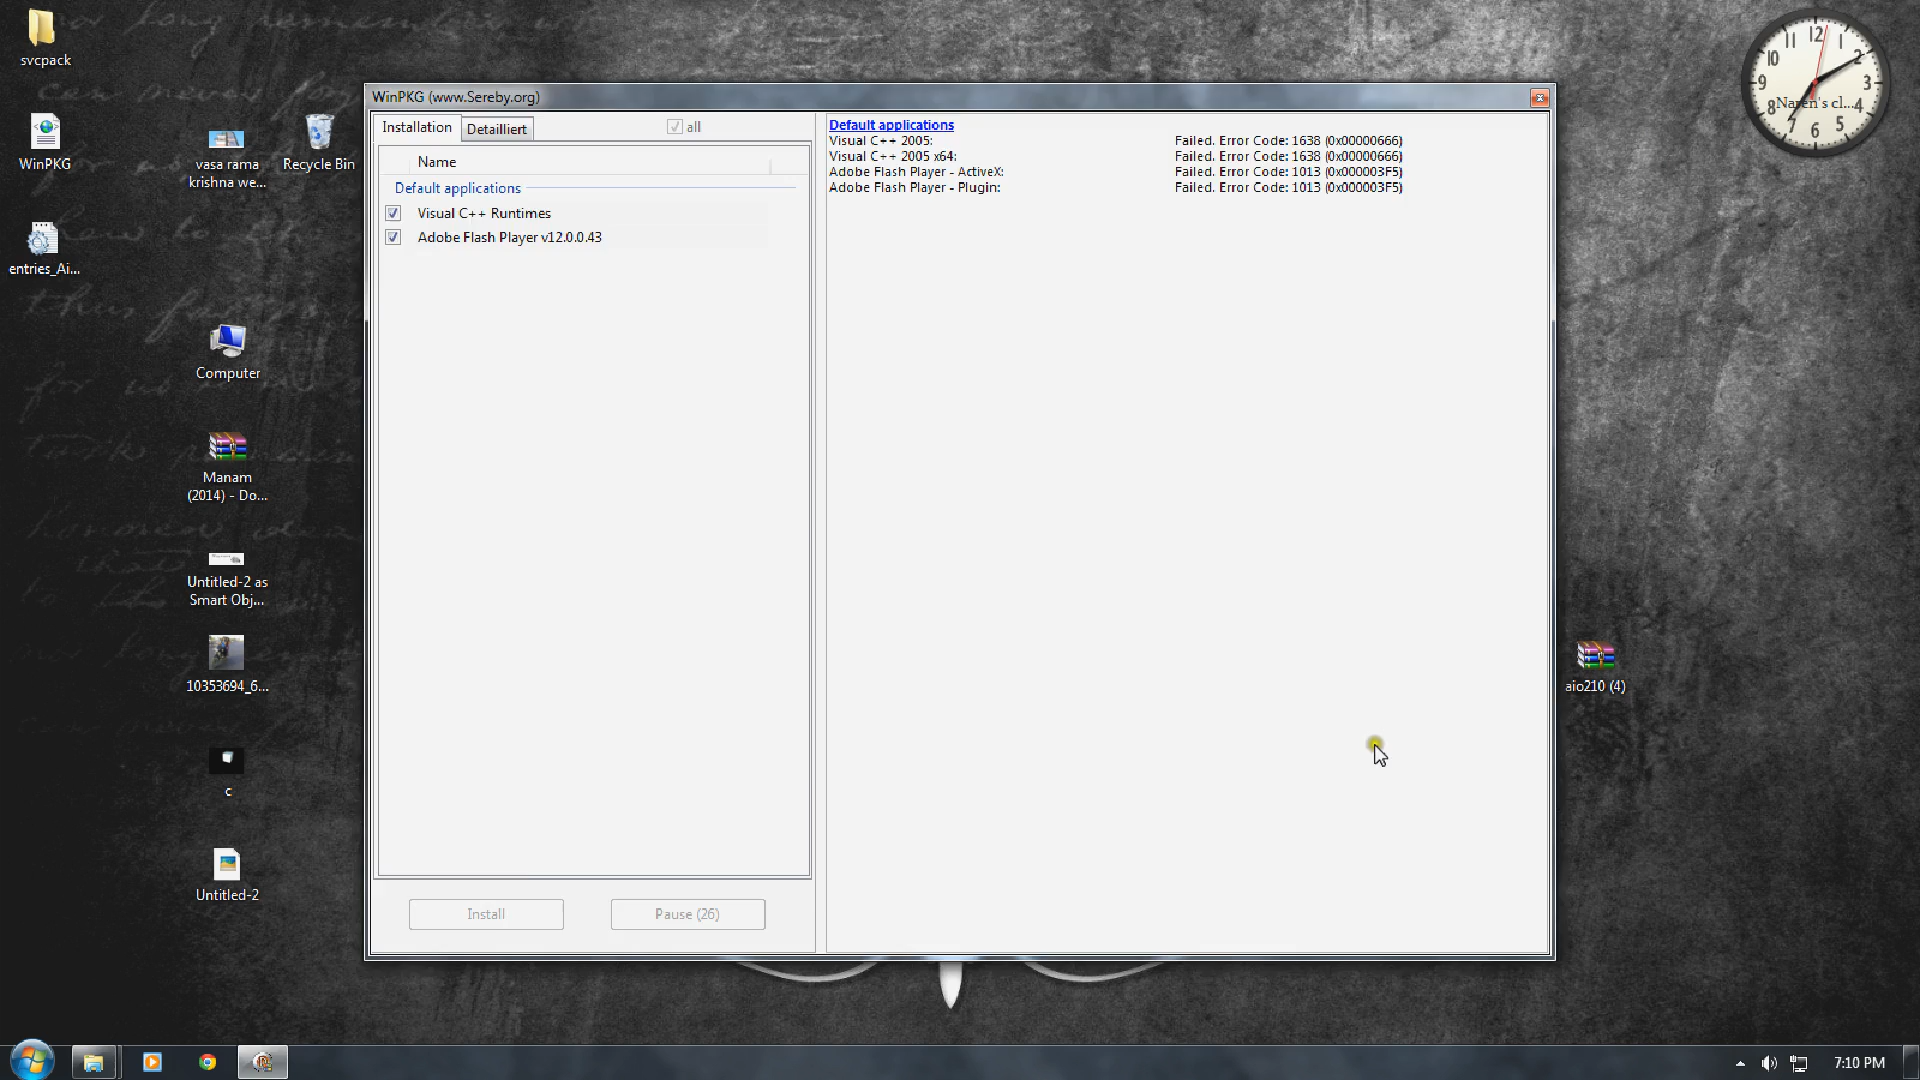 svcpack
WinPKG
vasa rama
krishna we...
Recycle Bin
entries_Ai...
Computer
Manam
(2014) - Do...
Untitled-2 as
Smart Obj...
10353694_6...
c
Untitled-2
WinPKG (www.Sereby.org)
Installation
Detailliert
all
Name
Default applications
Visual C++ Runtimes
Adobe Flash Player v12.0.0.43
Install
Pause (26)
Default applications
Visual C++ 2005: Failed. Error Code: 1638 (0x00000666)
Visual C++ 2005 x64: Failed. Error Code: 1638 (0x00000666)
Adobe Flash Player - ActiveX: Failed. Error Code: 1013 (0x000003F5)
Adobe Flash Player - Plugin: Failed. Error Code: 1013 (0x000003F5)
11 12 1
10 2
9 3
8 Naren's cl... 4
7 6 5
aio210 (4)
7:10 PM